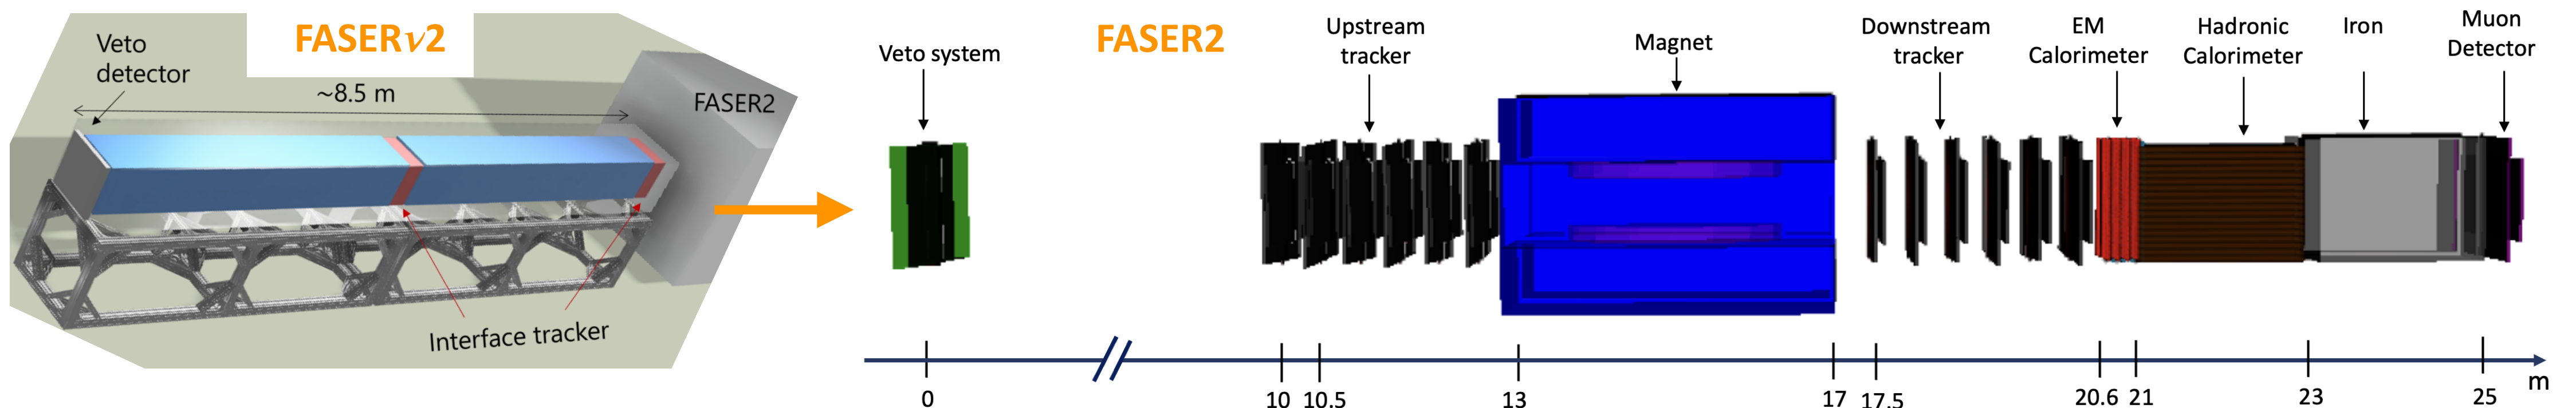 FASERν2
Veto
detector
~8.5 m
FASER2
Interface tracker
FASER2
Veto system
Upstream
tracker
Magnet
Downstream
tracker
EM
Calorimeter
Hadronic
Calorimeter
Iron
Muon
Detector
0
10
10.5
13
17
17.5
20.6
21
23
25
m